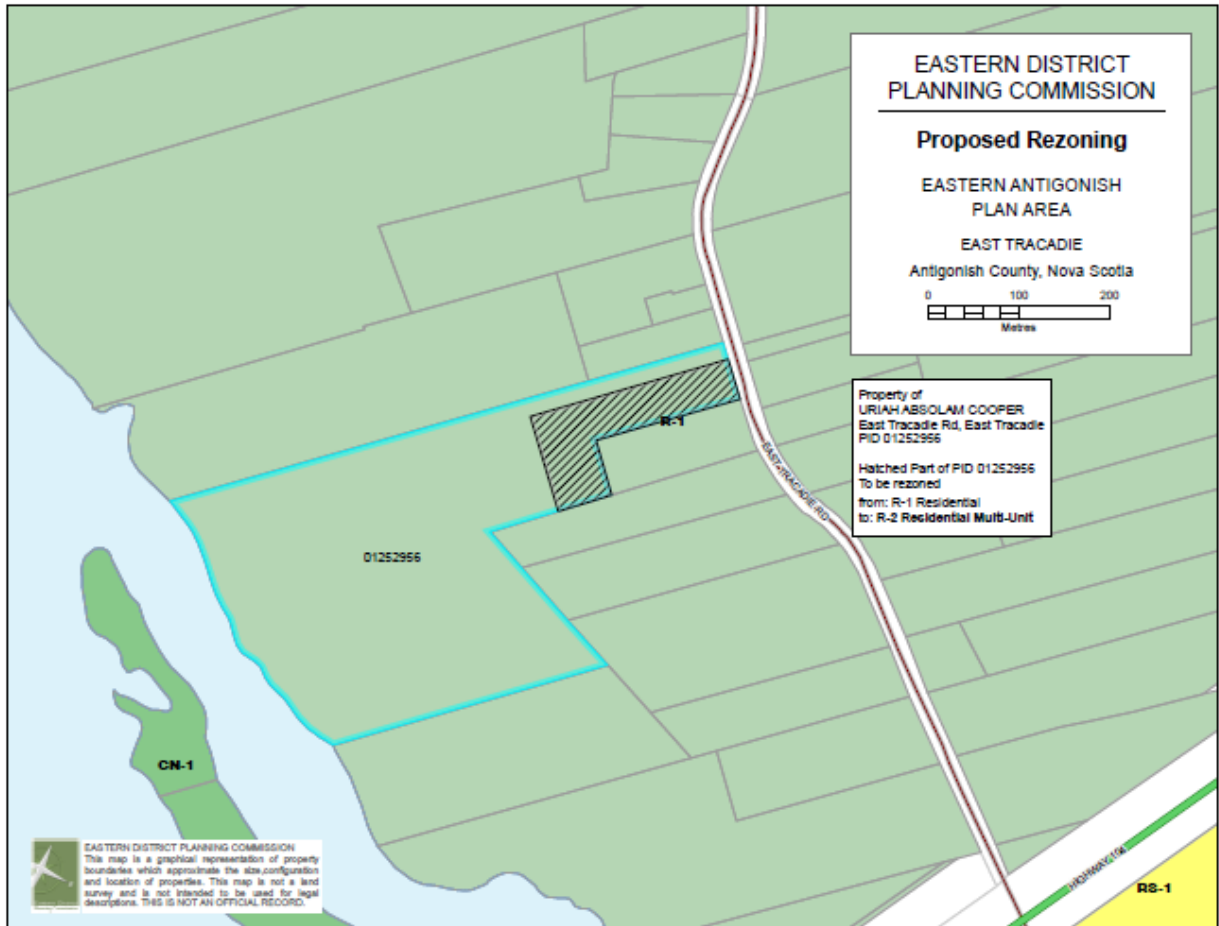 EASTERN DISTRICT
PLANNING COMMISSION
Proposed Rezoning
EASTERN ANTIGONISH
PLAN AREA
EAST TRACADIE
Antigonish County, Nova Scotia
0 100 200
Metres
Property of
URIAH ABSOLAM COOPER
East Tracadie Rd, East Tracadie
PID 01252956
Hatched Part of PID 01252956
To be rezoned
from: R-1 Residential
to: R-2 Residential Multi-Unit
R-1
EAST TRACADIE RD
01252956
CN-1
HIGHWAY 104
RS-1
EASTERN DISTRICT PLANNING COMMISSION
This map is a graphical representation of property
boundaries which approximate the size,configuration
and location of properties. This map is not a land
survey and is not intended to be used for legal
descriptions. THIS IS NOT AN OFFICIAL RECORD.